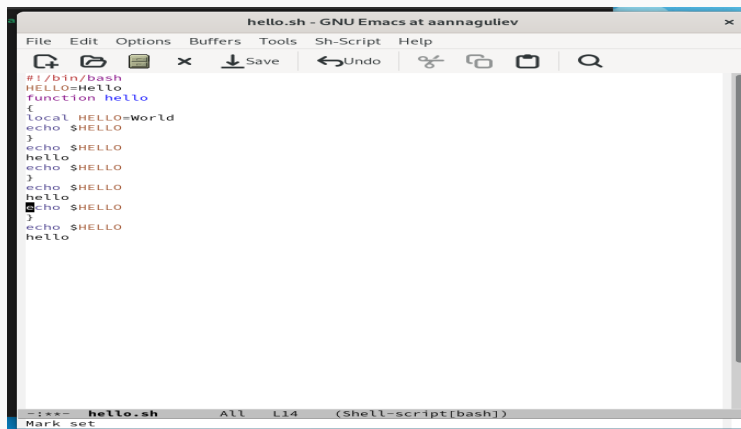 a
hello.sh - GNU Emacs at aannaguliev
File Edit Options Buffers Tools Sh-Script Help
Save Undo
#!/bin/bash
HELLO=Hello
function hello
{
local HELLO=World
echo $HELLO
}
echo $HELLO
hello
echo $HELLO
}
echo $HELLO
hello
echo $HELLO
}
echo $HELLO
hello
-:**- hello.sh All L14 (Shell-script[bash])
Mark set